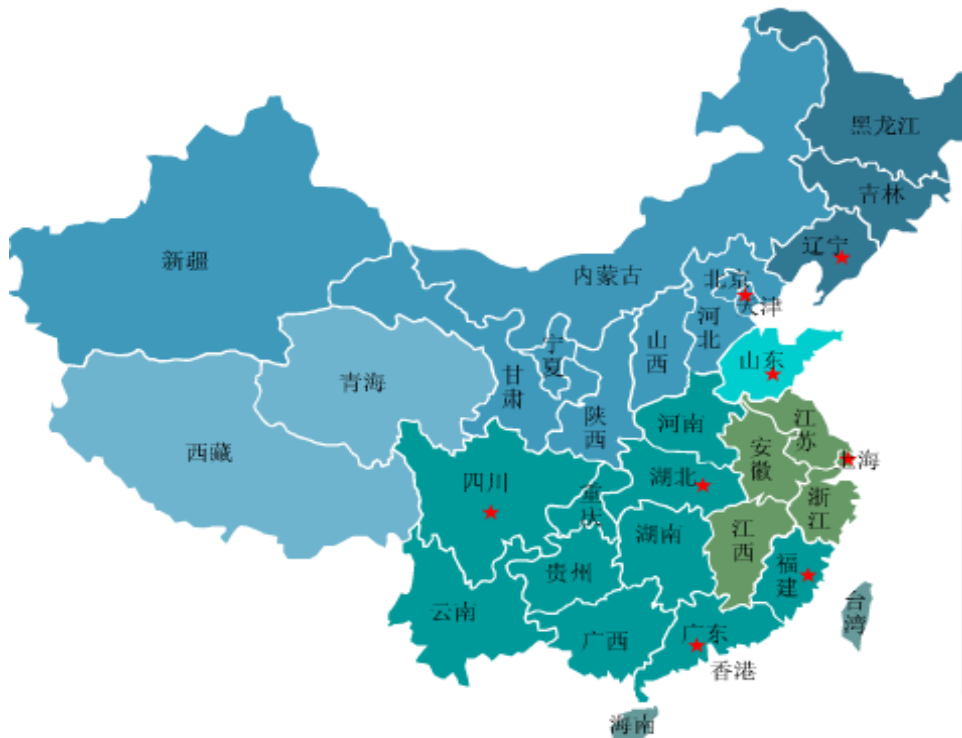 黑龙江
吉林
辽宁
新疆
内蒙古
北京
天津
河北
山西
山东
宁夏
青海
甘肃
陕西
河南
江苏
安徽
上海
西藏
四川
重庆
湖北
浙江
湖南
江西
福建
贵州
云南
广西
广东
台湾
香港
海南